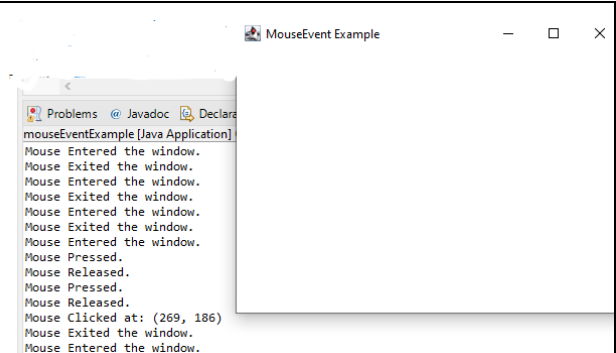 MouseEvent Example
Problems @ Javadoc Declara
mouseEventExample [Java Application]
Mouse Entered the window.
Mouse Exited the window.
Mouse Entered the window.
Mouse Exited the window.
Mouse Entered the window.
Mouse Exited the window.
Mouse Entered the window.
Mouse Pressed.
Mouse Released.
Mouse Pressed.
Mouse Released.
Mouse Clicked at: (269, 186)
Mouse Exited the window.
Mouse Entered the window.